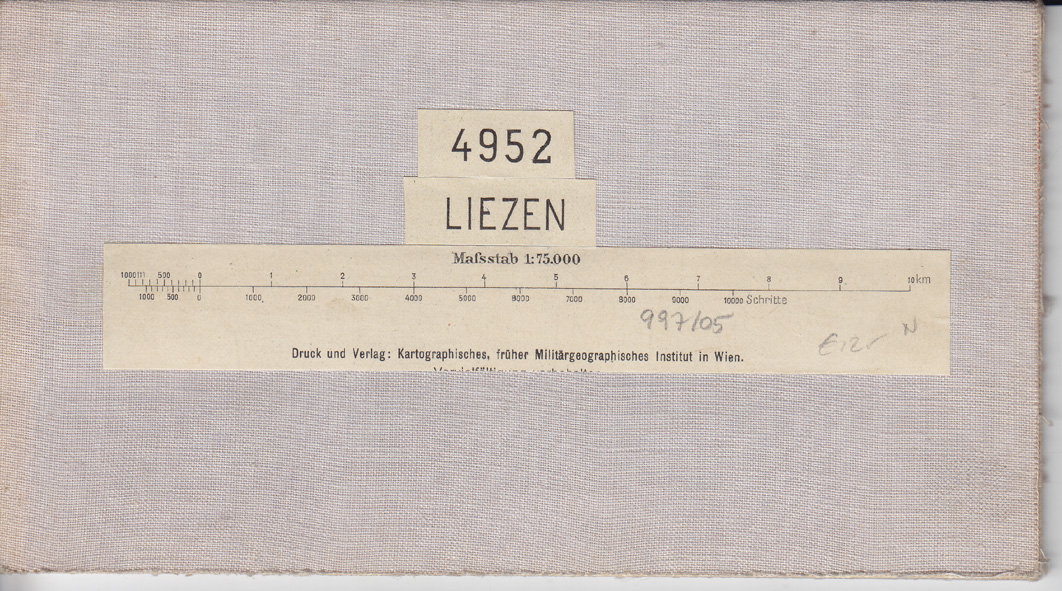 4952
LIEZEN
Maſsstab 1:75.000
1000m 500 0 1 2 3 4 5 6 7 8 9 10 km
1000 500 0 1000 2000 3000 4000 5000 6000 7000 8000 9000 10000 Schritte
997/05
N
Druck und Verlag: Kartographisches, früher Militärgeographisches Institut in Wien.